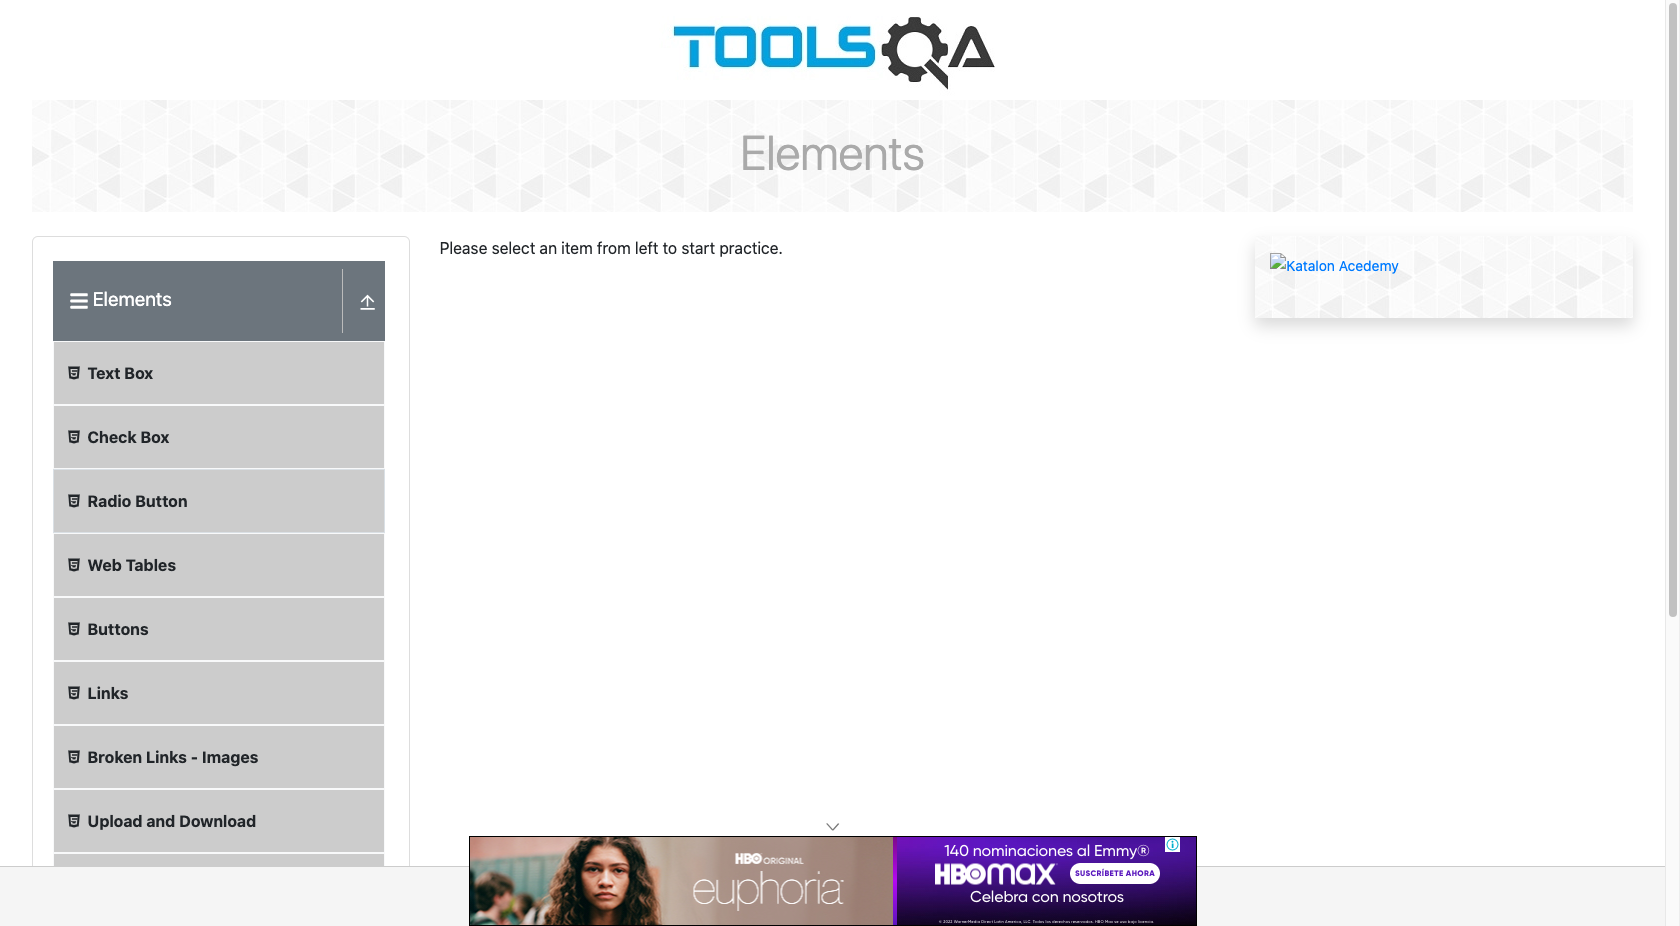 TOOLSQA
Elements
Please select an item from left to start practice.
Katalon Acedemy
Elements
Text Box
Check Box
Radio Button
Web Tables
Buttons
Links
Broken Links - Images
Upload and Download
HBO ORIGINAL
euphoria
140 nominaciones al Emmy®
HBOmax SUSCRÍBETE AHORA
Celebra con nosotros